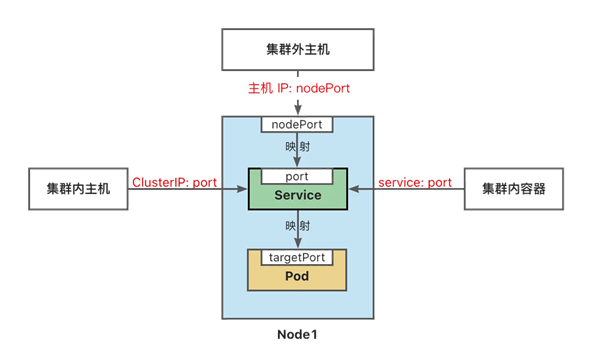 集群外主机
主机 IP: nodePort
nodePort
映 射
集群内主机
ClusterIP: port
port
Service
service: port
集群内容器
映 射
targetPort
Pod
Node1